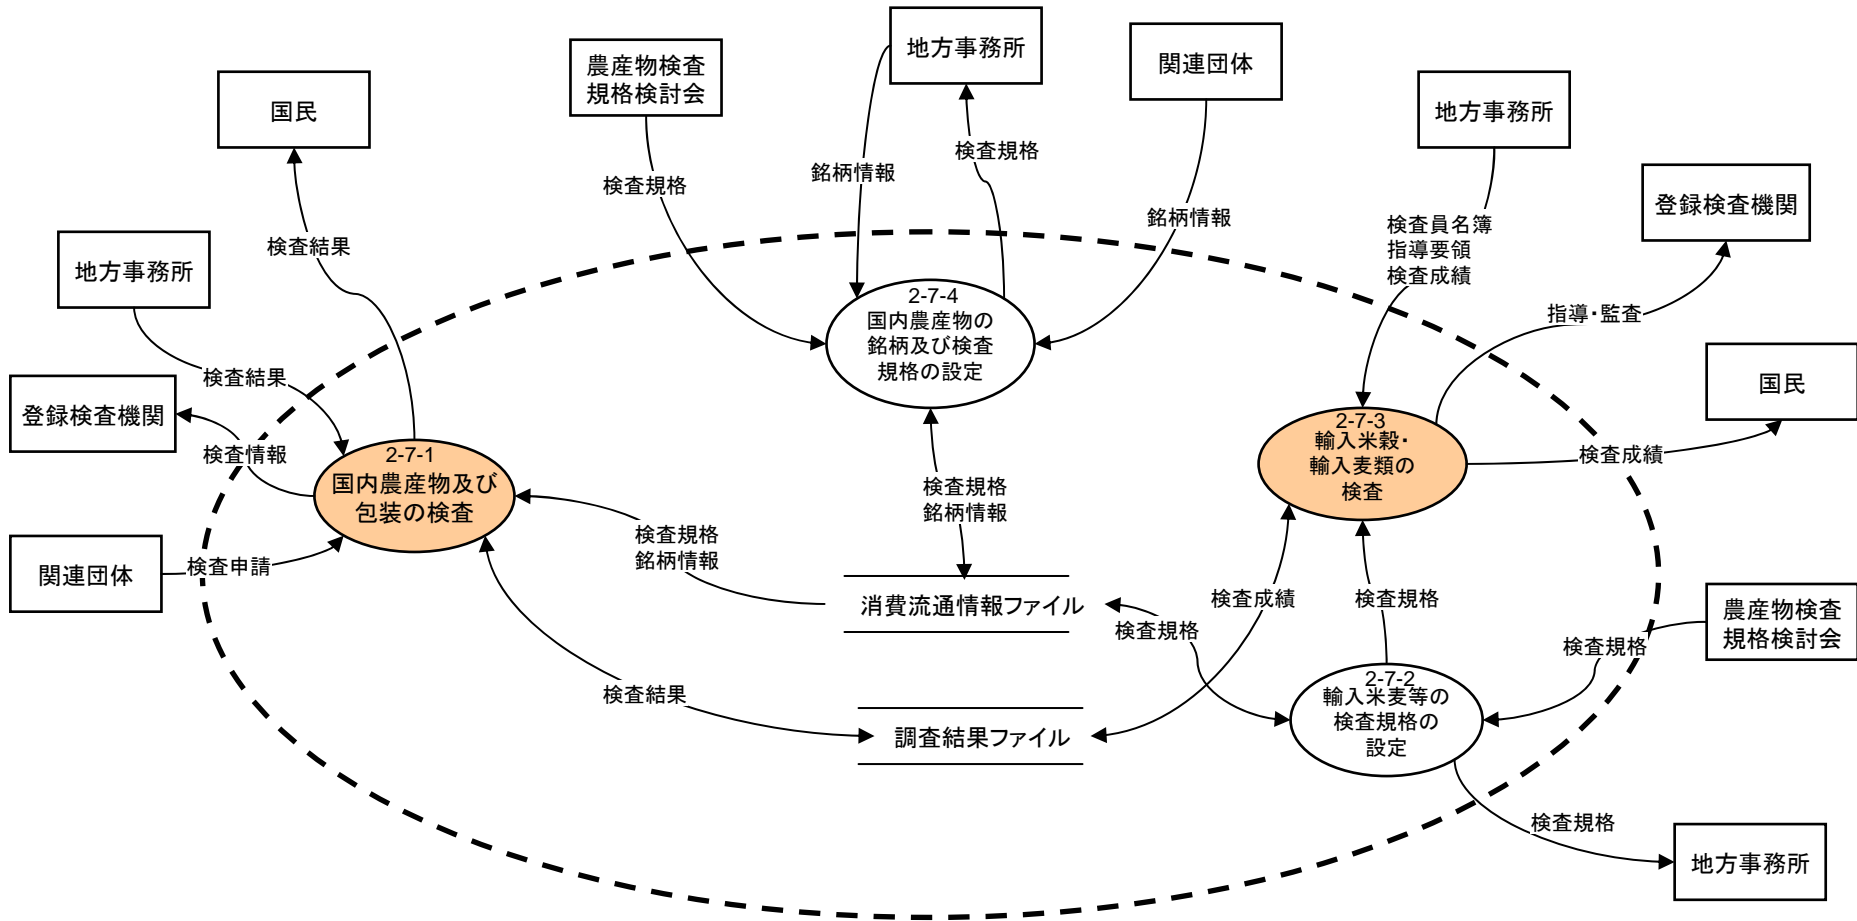 地方事務所
農産物検査
規格検討会
関連団体
国民
地方事務所
登録検査機関
検査規格
銘柄情報
検査規格
銘柄情報
検査員名簿
指導要領
検査成績
指導・監査
地方事務所
検査結果
2-7-4
国内農産物の
銘柄及び検査
規格の設定
国民
登録検査機関
検査結果
検査情報
2-7-1
国内農産物及び
包装の検査
2-7-3
輸入米穀・
輸入麦類の
検査
検査成績
検査規格
銘柄情報
検査規格
銘柄情報
関連団体
検査申請
消費流通情報ファイル
検査成績
検査規格
検査規格
農産物検査
規格検討会
検査規格
検査結果
調査結果ファイル
2-7-2
輸入米麦等の
検査規格の
設定
検査規格
地方事務所